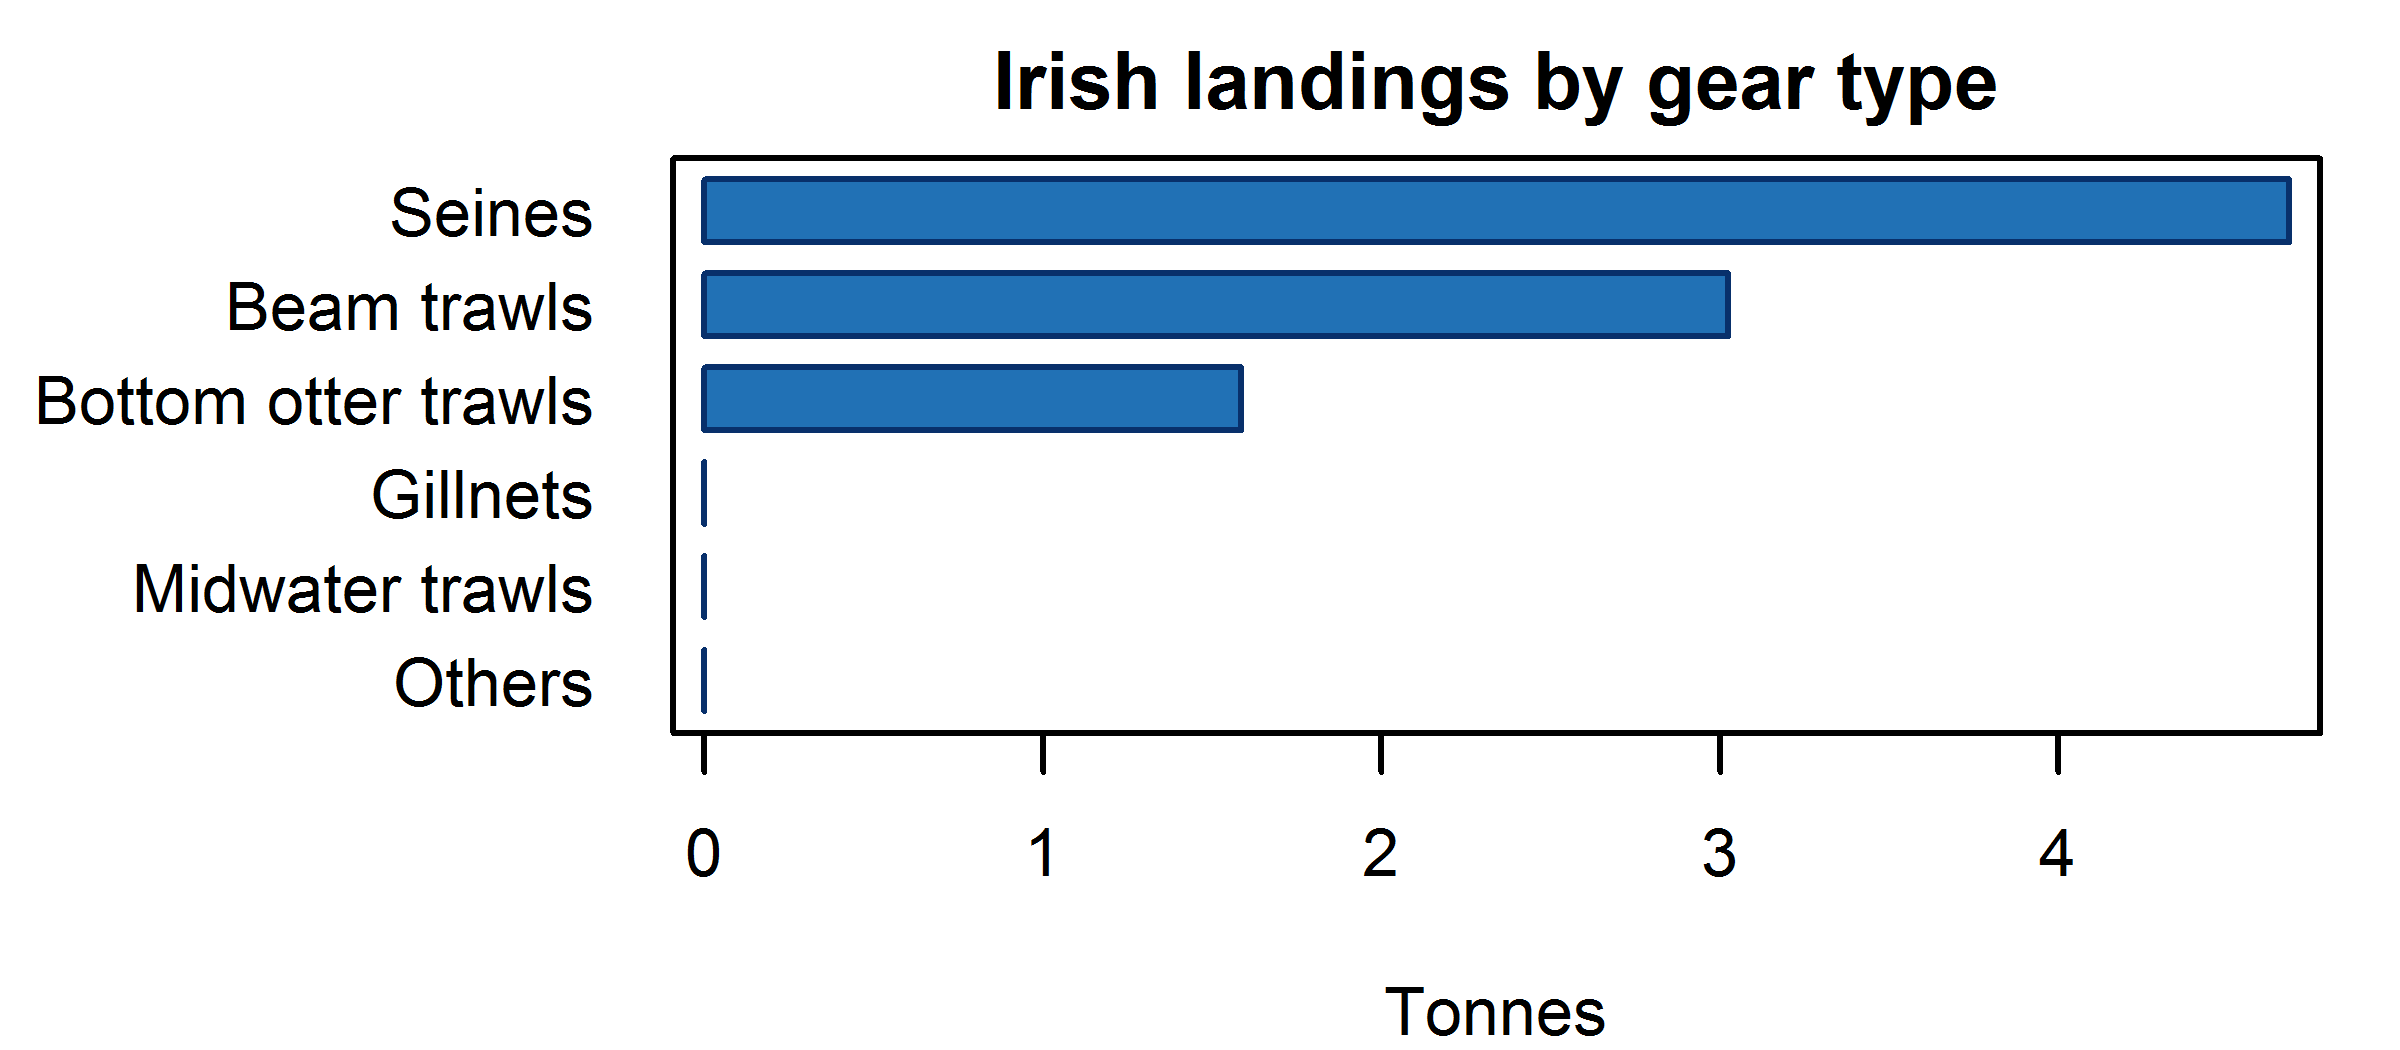 Irish landings by gear type
Seines
Beam trawls
Bottom otter trawls
Gillnets
Midwater trawls
Others
0 1 2 3 4
Tonnes